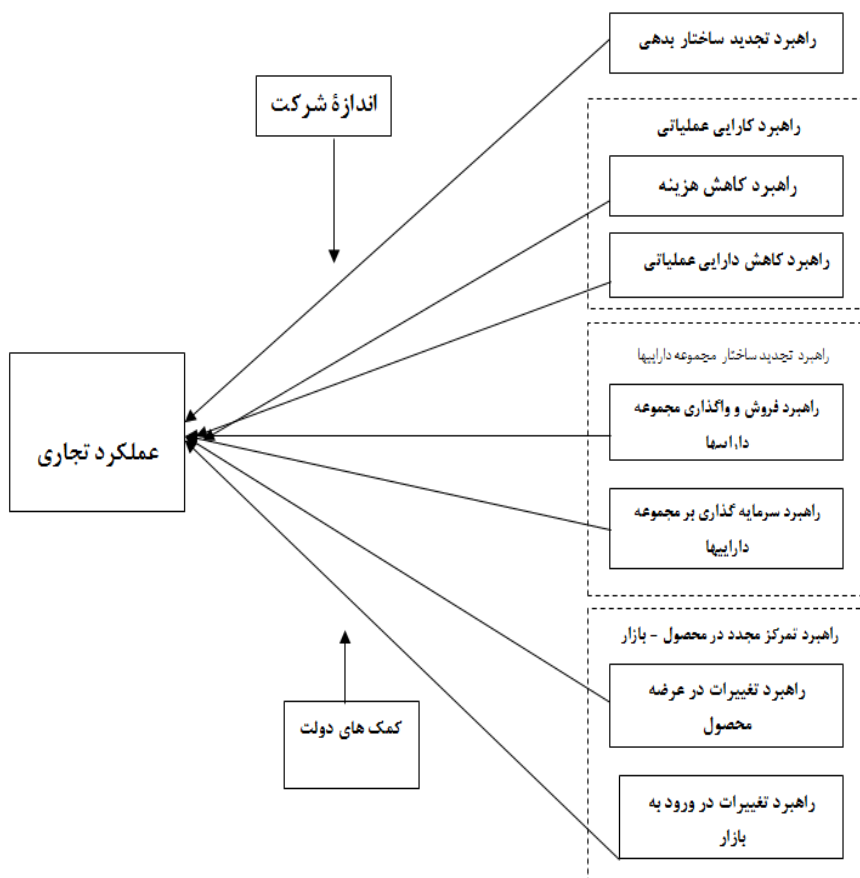 راهبرد تجدید ساختار بدهی
اندازهٔ شرکت
راهبرد کارایی عملیاتی
راهبرد کاهش هزینه
راهبرد کاهش دارایی عملیاتی
راهبرد تجدید ساختار مجموعه داراییها
راهبرد فروش و واگذاری مجموعه
راهبرد سرمایه گذاری بر مجموعه
داراییها
عملکرد تجاری
راهبرد تمرکز مجدد در محصول - بازار
راهبرد تغییرات در عرضه
محصول
کمک های دولت
راهبرد تغییرات در ورود به
بازار